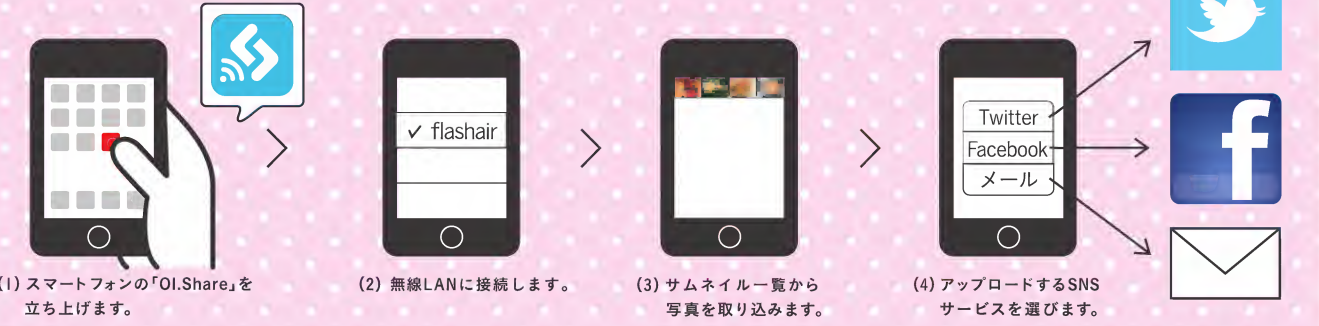 ✓ flashair
Twitter
Facebook
メール
(1) スマートフォンの「OI.Share」を
立ち上げます。
(2) 無線LANに接続します。
(3) サムネイル一覧から
写真を取り込みます。
(4) アップロードするSNS
サービスを選びます。